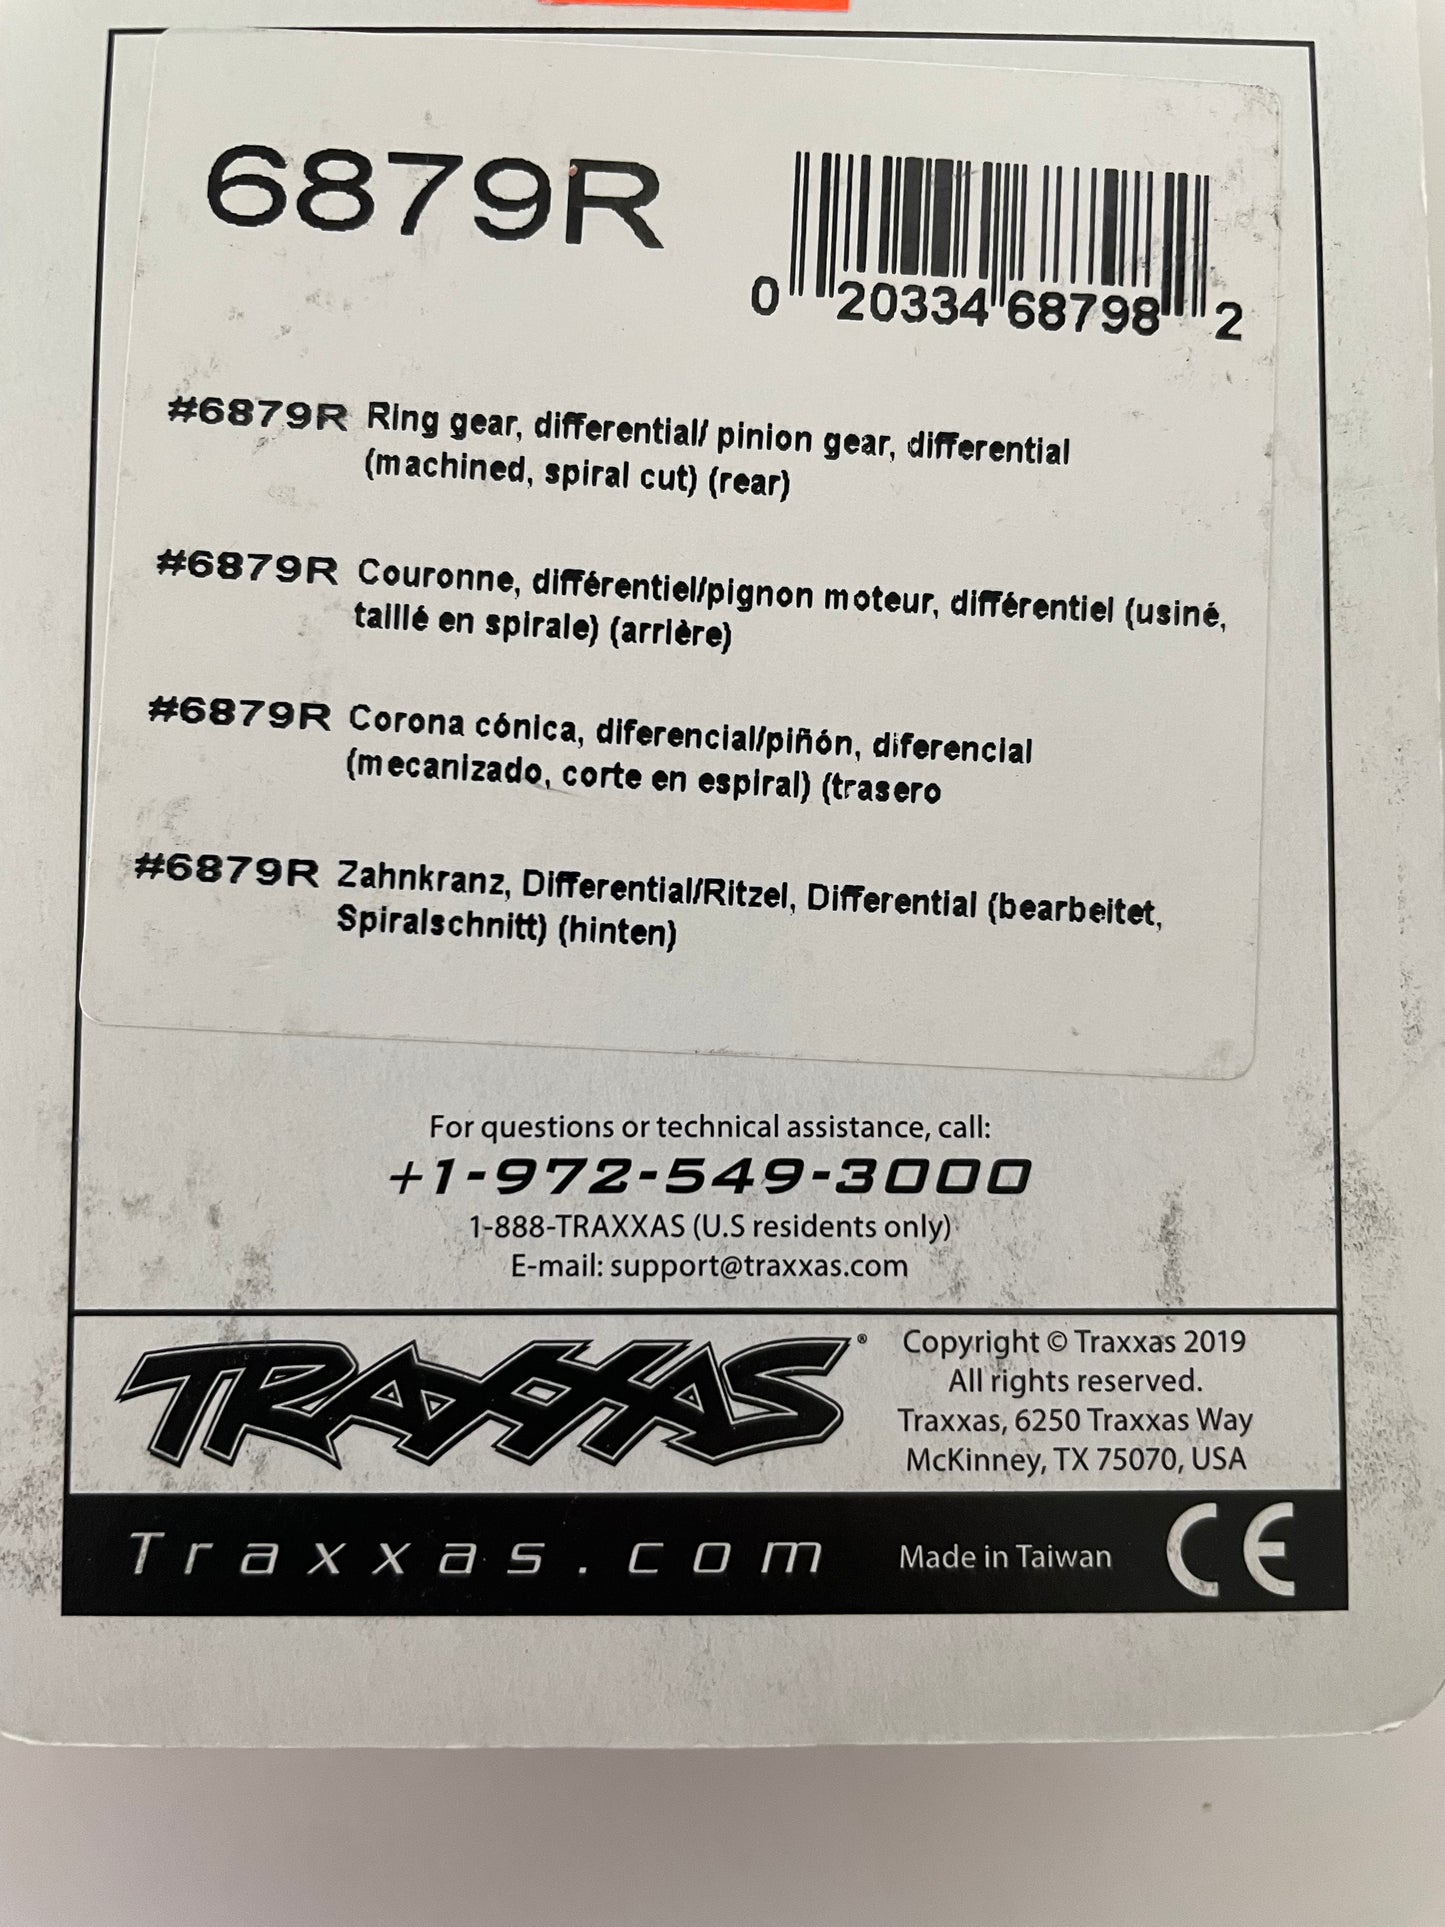 6879R
0 20334 68798 2
#6879R Ring gear, differential/ pinion gear, differential
(machined, spiral cut) (rear)
#6879R Couronne, différentiel/pignon moteur, différentiel (usiné,
taillé en spirale) (arrière)
#6879R Corona cónica, diferencial/piñón, diferencial
(mecanizado, corte en espiral) (trasero
#6879R Zahnkranz, Differential/Ritzel, Differential (bearbeitet,
Spiralschnitt) (hinten)
For questions or technical assistance, call:
+1-972-549-3000
1-888-TRAXXAS (U.S residents only)
E-mail: support@traxxas.com
TRAXXAS®
Copyright © Traxxas 2019
All rights reserved.
Traxxas, 6250 Traxxas Way
McKinney, TX 75070, USA
Traxxas.com
Made in Taiwan
CE